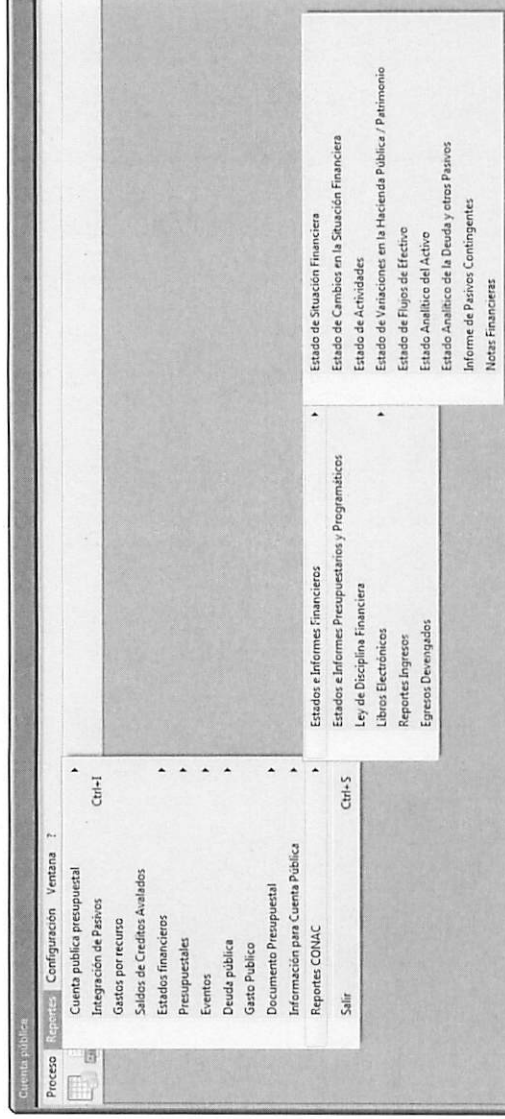 Cuenta pública
Proceso Reportes Configuración Ventana ?
Cuenta publica presupuestal
Integración de Pasivos Ctrl+I
Gastos por recurso
Saldos de Creditos Avalados
Estados financieros
Presupuestales
Eventos
Deuda pública
Gasto Publico
Documento Presupuestal
Información para Cuenta Pública
Reportes CONAC
Salir Ctrl+S
Estados e Informes Financieros
Estados e Informes Presupuestarios y Programáticos
Ley de Disciplina Financiera
Libros Electrónicos
Reportes Ingresos
Egresos Devengados
Estado de Situación Financiera
Estado de Cambios en la Situación Financiera
Estado de Actividades
Estado de Variaciones en la Hacienda Pública / Patrimonio
Estado de Flujos de Efectivo
Estado Analítico del Activo
Estado Analítico de la Deuda y otros Pasivos
Informe de Pasivos Contingentes
Notas Financieras